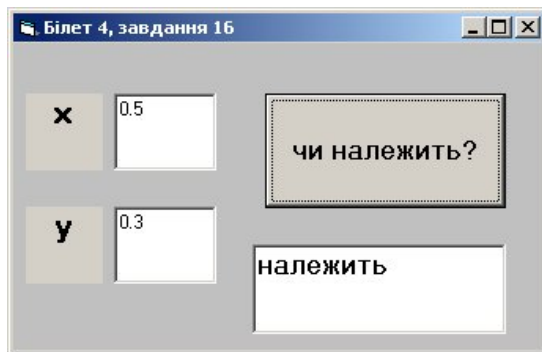 Білет 4, завдання 16
x
0.5
чи належить?
y
0.3
належить